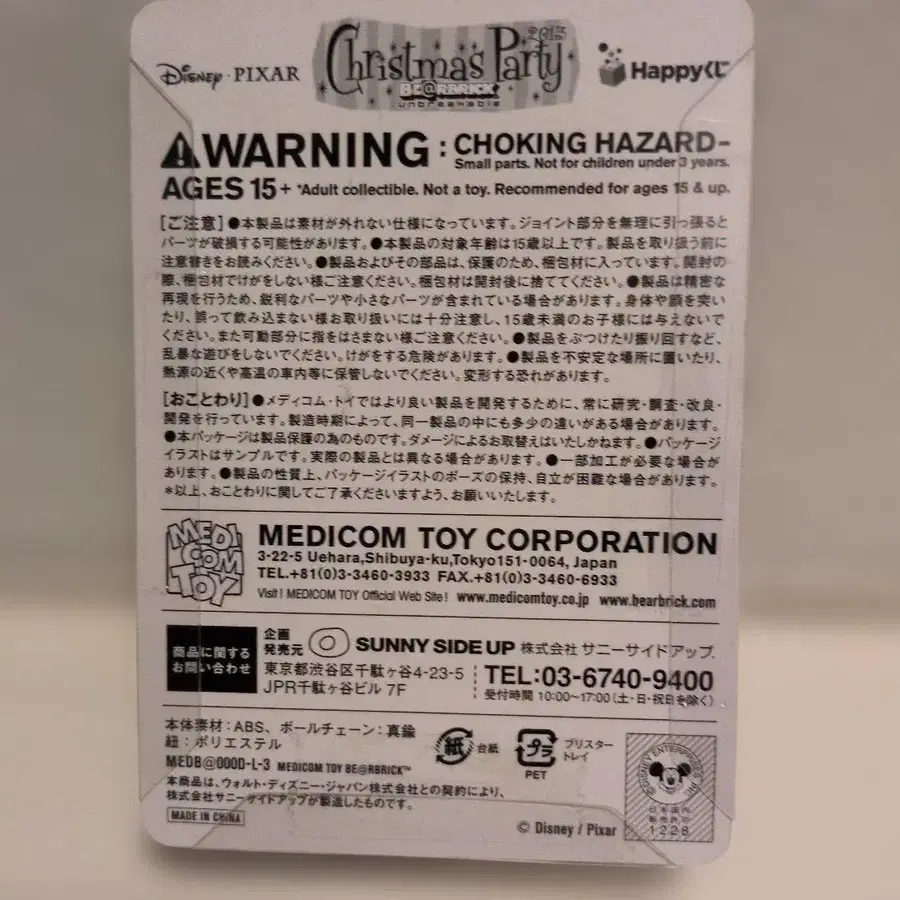 Disney · PIXAR
Christmas Party
2013
BE@RBRICK
unbreakable
Happyくじ
WARNING : CHOKING HAZARD–
Small parts. Not for children under 3 years.
AGES 15+ *Adult collectible. Not a toy. Recommended for ages 15 & up.
[ご注意] ●本製品は素材が外れない仕様になっています。ジョイント部分を無理に引っ張ると
パーツが破損する可能性があります。●本製品の対象年齢は15歳以上です。製品を取り扱う前に
注意書きをお読みください。●製品およびその部品は、保護のため、梱包材に入っています。開封の
際、梱包材でけがをしない様ご注意ください。梱包材は開封後に捨ててください。●製品は精密な
再現を行うため、鋭利なパーツや小さなパーツが含まれている場合があります。身体や顔を突い
たり、誤って飲み込まない様お取り扱いには十分注意し、15歳未満のお子様には与えないで
ください。また可動部分に指をはさまない様ご注意ください。●製品をぶつけたり振り回すなど、
乱暴な遊びをしないでください。けがをする危険があります。●製品を不安定な場所に置いたり、
熱源の近くや高温の車内等に保管しないでください。変形する恐れがあります。
[おことわり] ●メディコム・トイではより良い製品を開発するために、常に研究・調査・改良・
開発を行っています。製造時期によって、同一製品の中にも多少の違いがある場合があります。
●本パッケージは製品保護の為のものです。ダメージによるお取替えはいたしかねます。●パッケージ
イラストはサンプルです。実際の製品とは異なる場合があります。●一部加工が必要な場合が
あります。●製品の性質上、パッケージイラストのポーズの保持、自立が困難な場合があります。
*以上、おことわりに関してご了承くださいますよう、お願いいたします。
MEDI
COM
TOY
MEDICOM TOY CORPORATION
3-22-5 Uehara,Shibuya-ku,Tokyo151-0064, Japan
TEL.+81(0)3-3460-3933 FAX.+81(0)3-3460-6933
Visit! MEDICOM TOY Official Web Site! www.medicomtoy.co.jp www.bearbrick.com
商品に関する
お問い合わせ
企画
発売元
SUNNY SIDE UP 株式会社 サニーサイドアップ.
東京都渋谷区千駄ヶ谷4-23-5
JPR千駄ヶ谷ビル 7F
TEL:03-6740-9400
受付時間 10:00〜17:00 (土・日・祝日を除く)
本体素材：ABS、ボールチェーン：真鍮
紐：ポリエステル
MEDB@000D-L-3 MEDICOM TOY BE@RBRICK™
紙 台紙
プラ
PET
ブリスター
トレイ
本商品は、ウォルト・ディズニー・ジャパン株式会社との契約により、
株式会社サニーサイドアップが製造したものです。
MADE IN CHINA
© Disney / Pixar
©DISNEY ENTERPRISES, INC.
日本国内
販売許可
1228